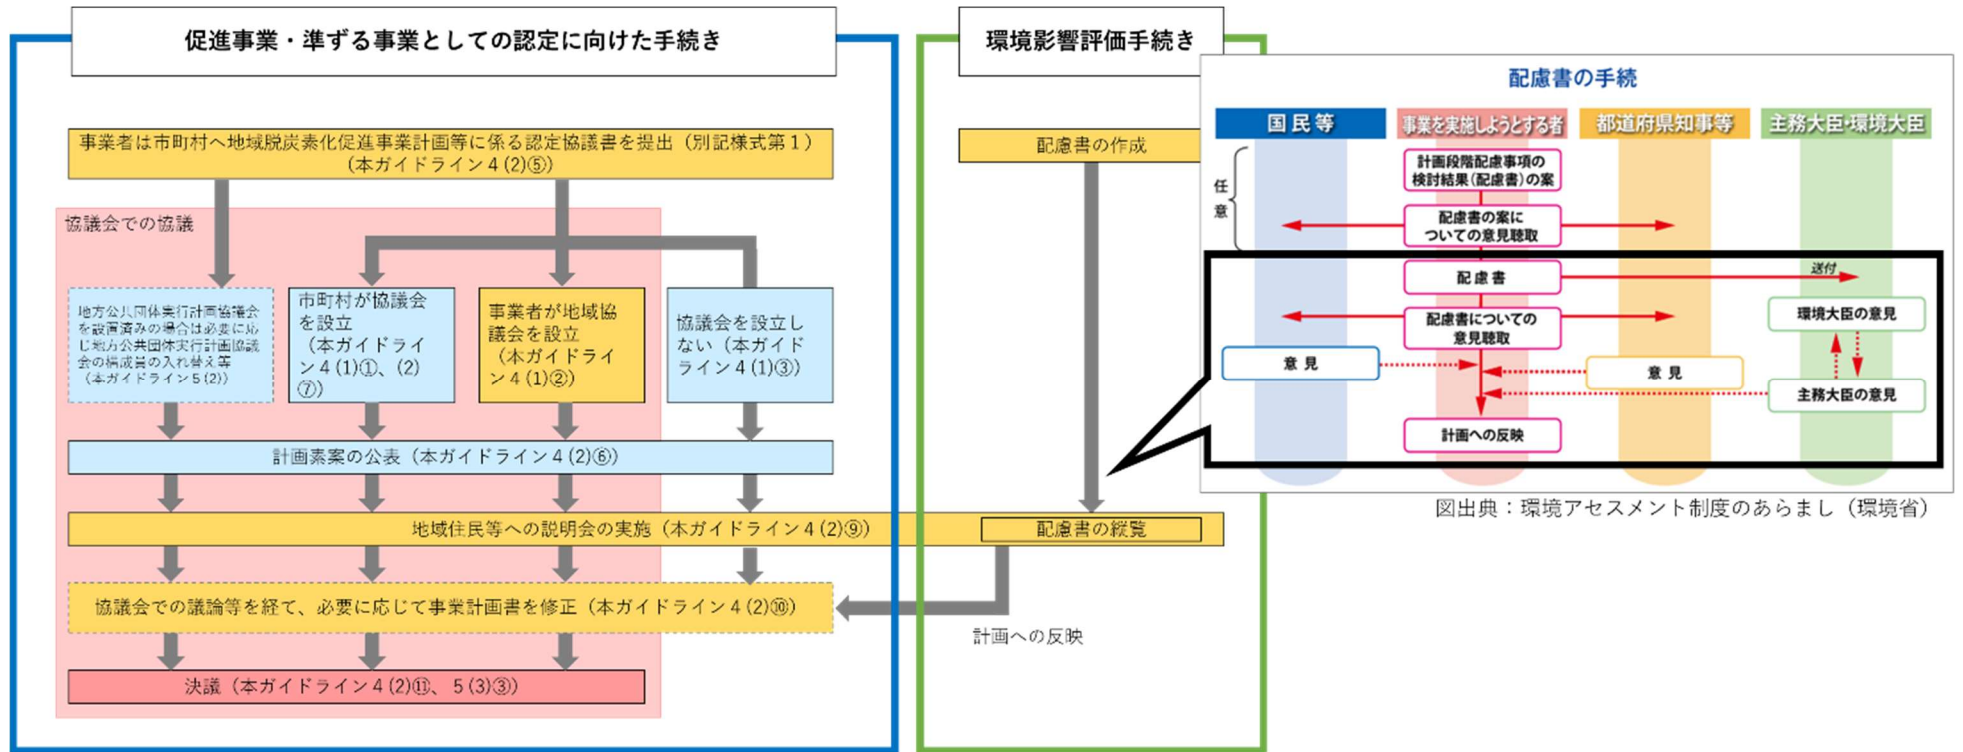 促進事業・準ずる事業としての認定に向けた手続き
事業者は市町村へ地域脱炭素化促進事業計画等に係る認定協議書を提出（別記様式第１）
（本ガイドライン４(2)⑤）
協議会での協議
地方公共団体実行計画協議会
を設置済みの場合は必要に応
じ地方公共団体実行計画協議
会の構成員の入れ替え等
（本ガイドライン５(2)）
市町村が協議会
を設立
（本ガイドライ
ン４(1)①、(2)
⑦）
事業者が地域協
議会を設立
（本ガイドライ
ン４(1)②）
協議会を設立し
ない（本ガイド
ライン４(1)③）
計画素案の公表（本ガイドライン４(2)⑥）
地域住民等への説明会の実施（本ガイドライン４(2)⑨）
協議会での議論等を経て、必要に応じて事業計画書を修正（本ガイドライン４(2)⑩）
決議（本ガイドライン４(2)⑪、５(3)③）
環境影響評価手続き
配慮書の作成
配慮書の縦覧
計画への反映
配慮書の手続
国民等
事業を実施しようとする者
都道府県知事等
主務大臣・環境大臣
任
意
計画段階配慮事項の
検討結果(配慮書)の案
配慮書の案に
ついての意見聴取
配慮書
送付
配慮書についての
意見聴取
環境大臣の意見
意見
意見
主務大臣の意見
計画への反映
図出典：環境アセスメント制度のあらまし（環境省）